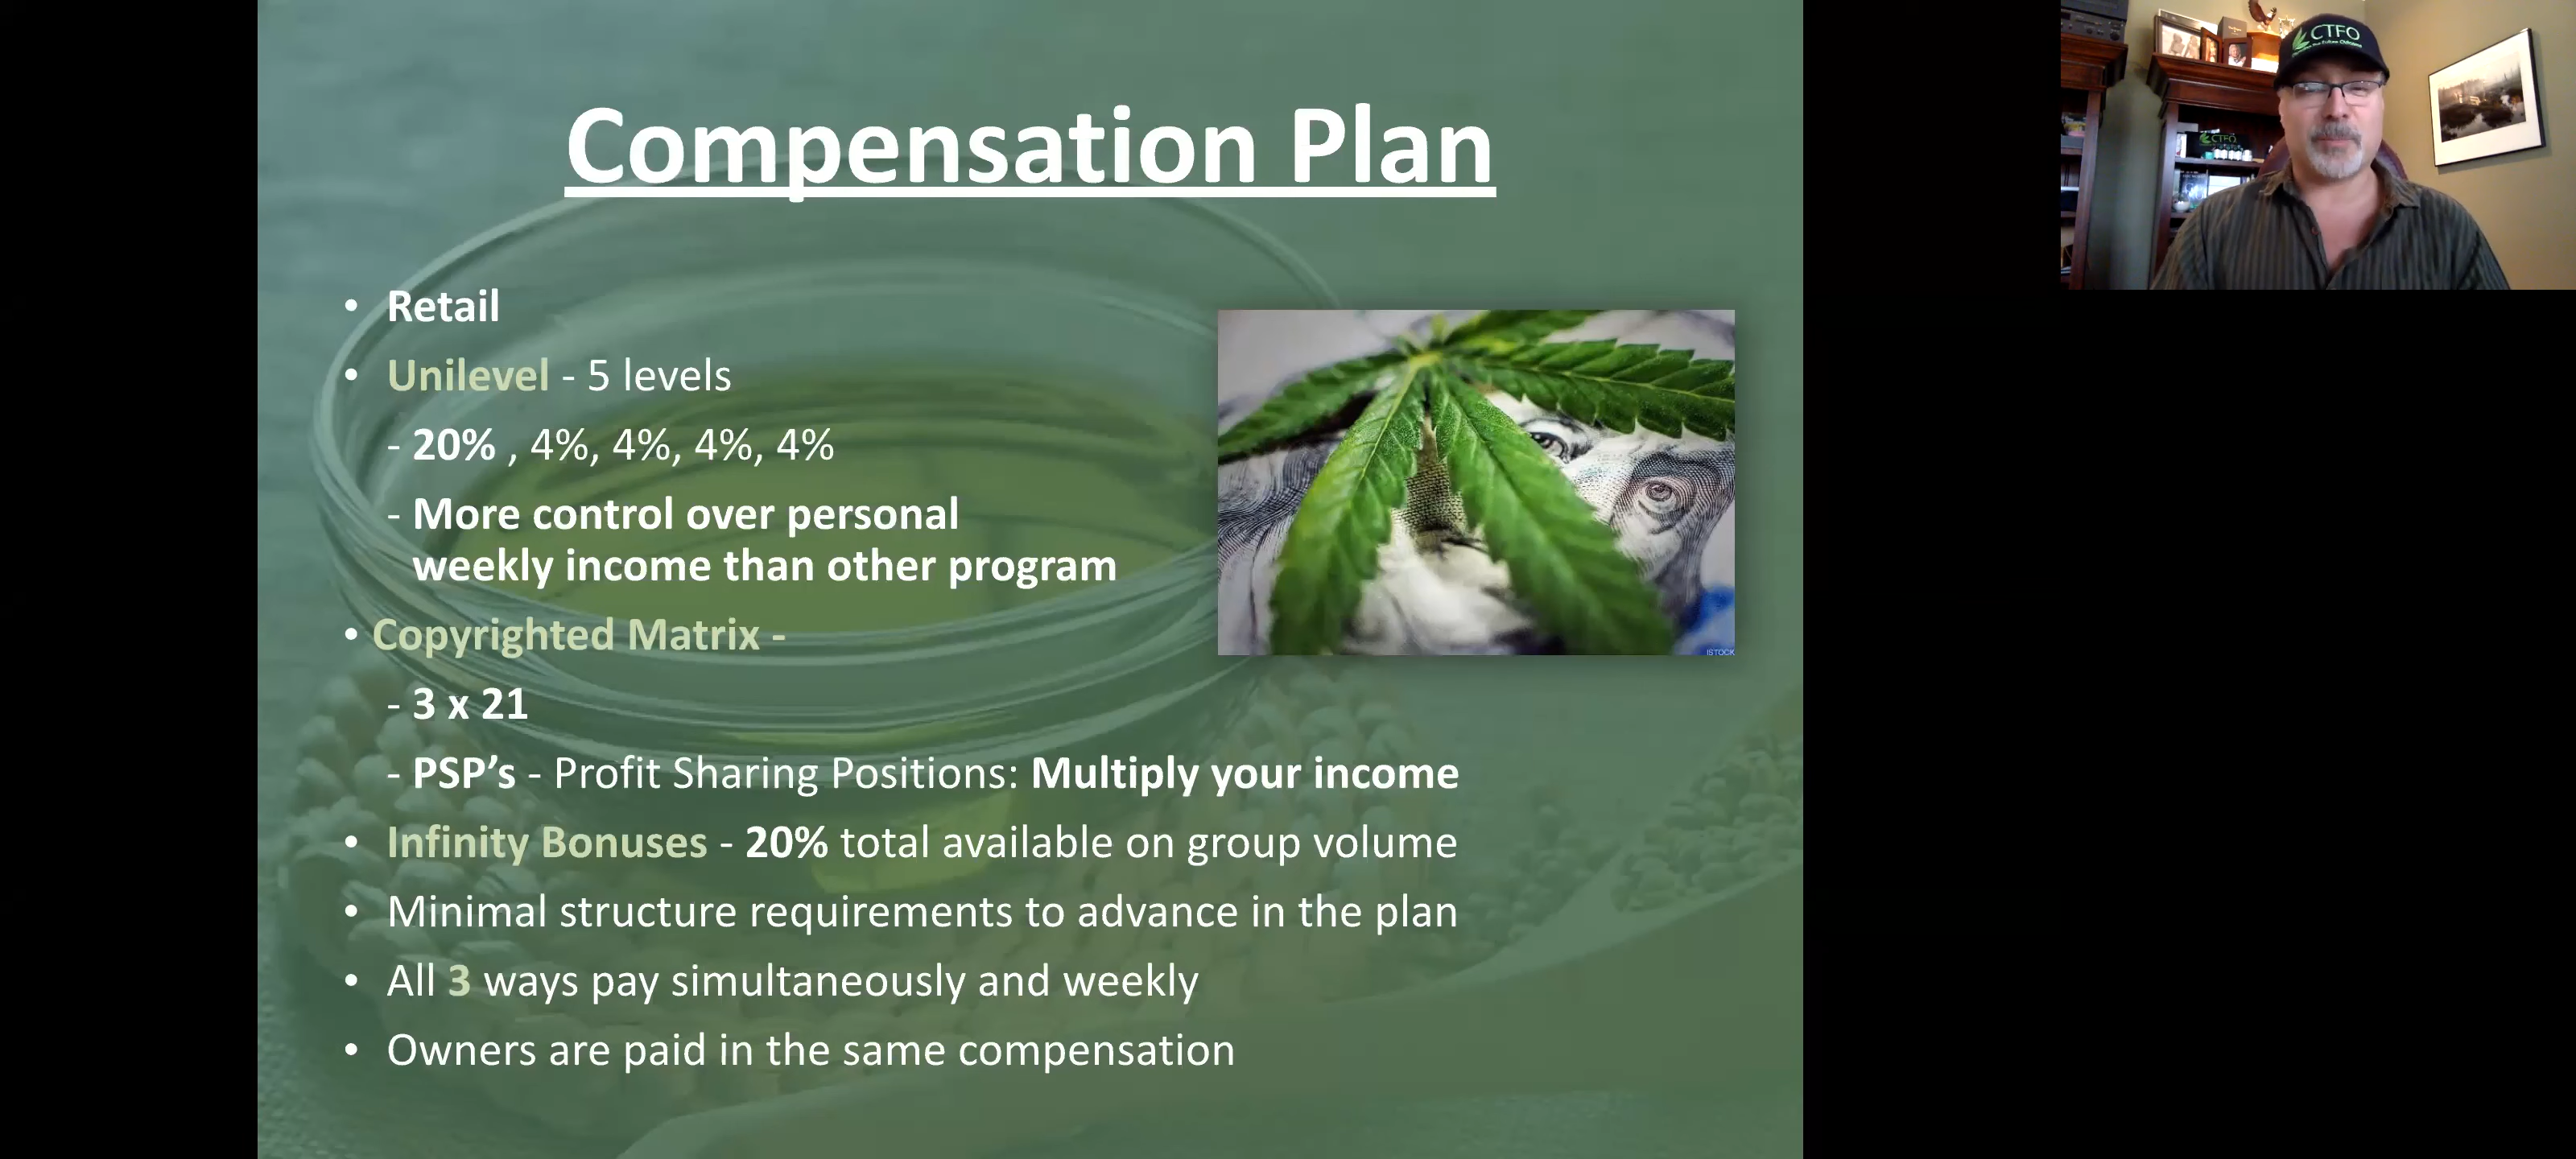 Compensation Plan
• Retail
• Unilevel - 5 levels
- 20% , 4%, 4%, 4%, 4%
- More control over personal
weekly income than other program
• Copyrighted Matrix -
- 3 x 21
- PSP’s - Profit Sharing Positions: Multiply your income
• Infinity Bonuses - 20% total available on group volume
• Minimal structure requirements to advance in the plan
• All 3 ways pay simultaneously and weekly
• Owners are paid in the same compensation
ISTOCK
CTFO
CTFO